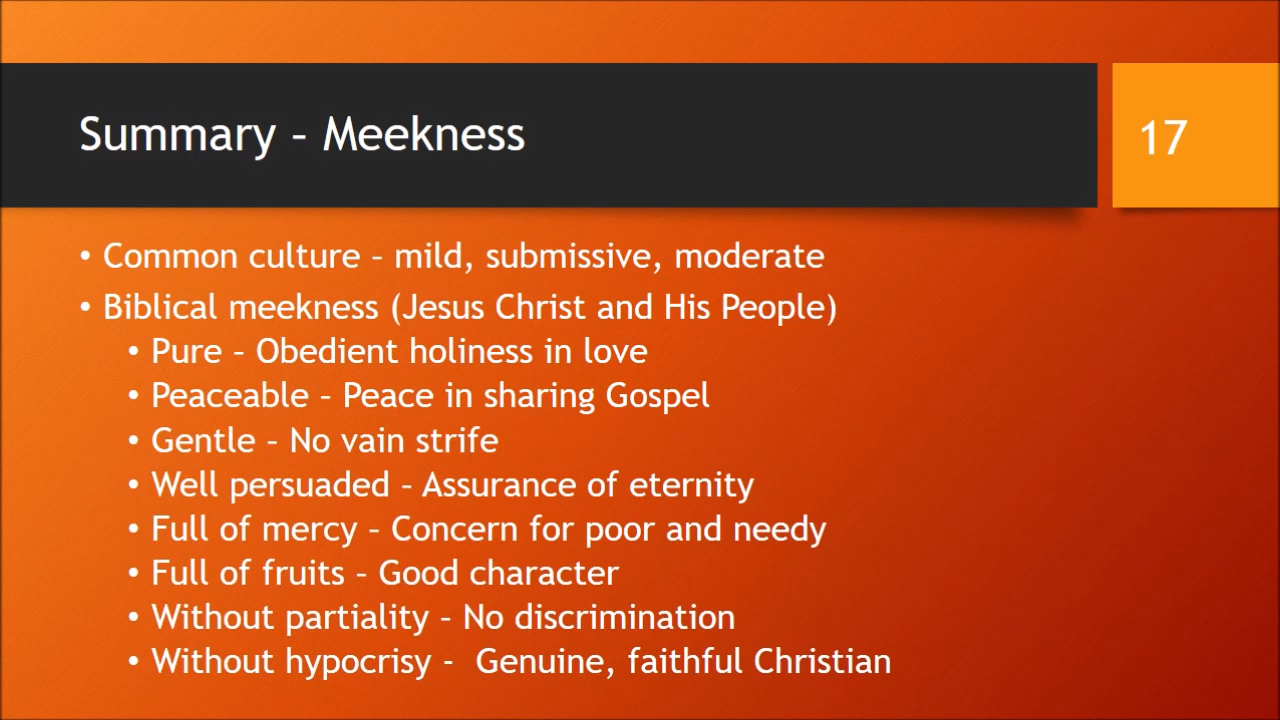 Summary – Meekness
17
• Common culture – mild, submissive, moderate
• Biblical meekness (Jesus Christ and His People)
• Pure – Obedient holiness in love
• Peaceable – Peace in sharing Gospel
• Gentle – No vain strife
• Well persuaded – Assurance of eternity
• Full of mercy – Concern for poor and needy
• Full of fruits – Good character
• Without partiality – No discrimination
• Without hypocrisy -  Genuine, faithful Christian